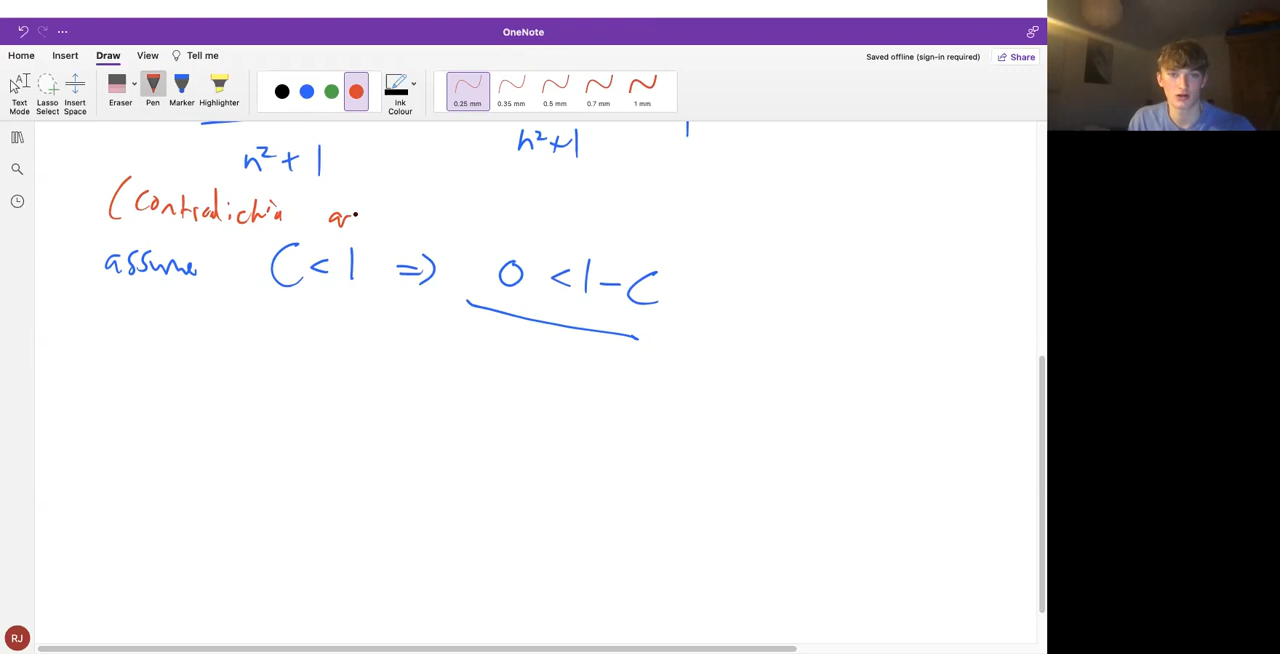 OneNote
Home Insert Draw View Tell me
Saved offline (sign-in required) Share
Text Mode Lasso Select Insert Space Eraser Pen Marker Highlighter Ink Colour 0.25 mm 0.35 mm 0.5 mm 0.7 mm 1 mm
n² + 1 n² + 1
(Contradiction
assume C < 1 => 0 < 1 - C
RJ